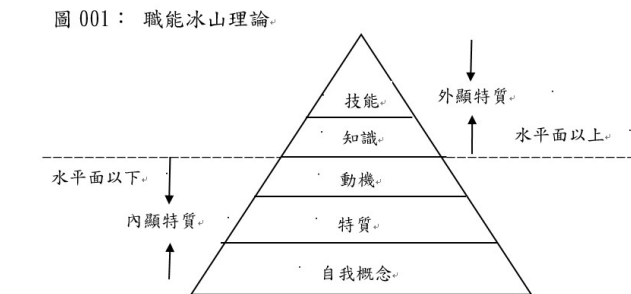 圖 001： 職能冰山理論
技能
外顯特質
知識
水平面以上
水平面以下
動機
內顯特質
特質
自我概念